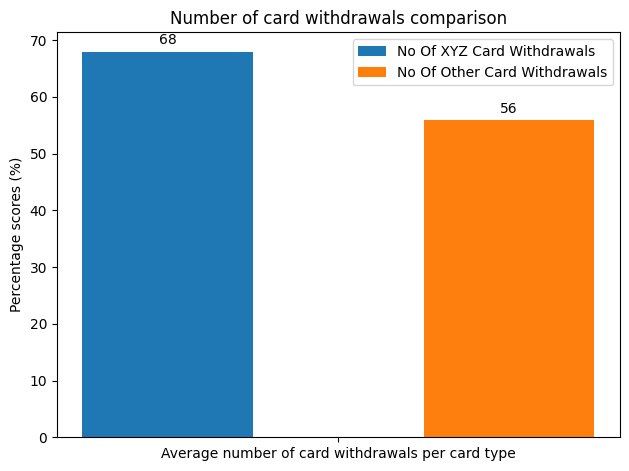 Number of card withdrawals comparison
No Of XYZ Card Withdrawals
No Of Other Card Withdrawals
68
56
Percentage scores (%)
70
60
50
40
30
20
10
0
Average number of card withdrawals per card type